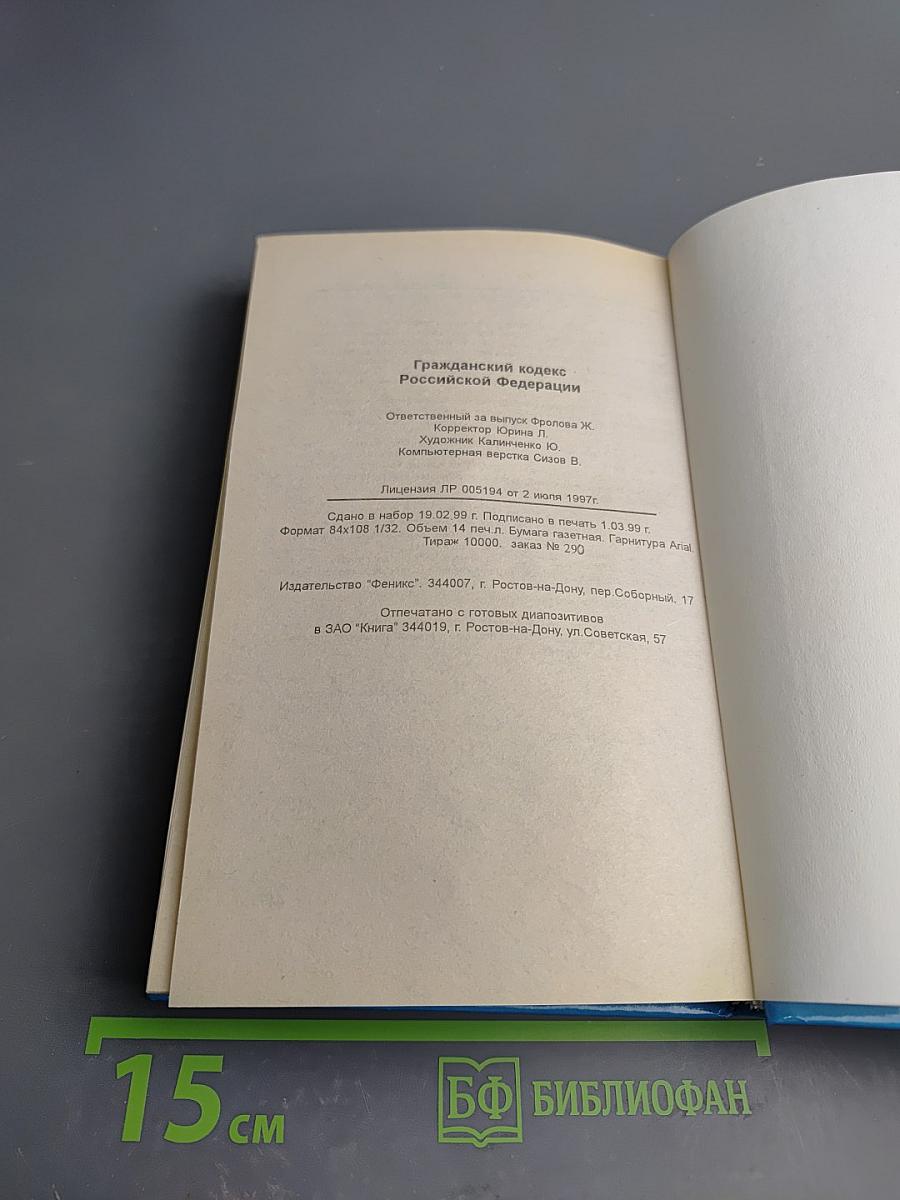 Гражданский кодекс
Российской Федерации
Ответственный за выпуск Фролова Ж.
Корректор Юрина Л.
Художник Калинченко Ю.
Компьютерная верстка Сизов В.
Лицензия ЛР 005194 от 2 июля 1997г.
Сдано в набор 19.02.99 г. Подписано в печать 1.03.99 г.
Формат 84х108 1/32. Объем 14 печ.л. Бумага газетная. Гарнитура Arial.
Тираж 10000. заказ № 290
Издательство "Феникс". 344007, г. Ростов-на-Дону, пер.Соборный, 17
Отпечатано с готовых диапозитивов
в ЗАО "Книга" 344019, г. Ростов-на-Дону, ул.Советская, 57
15 см
БФ БИБЛИОФАН